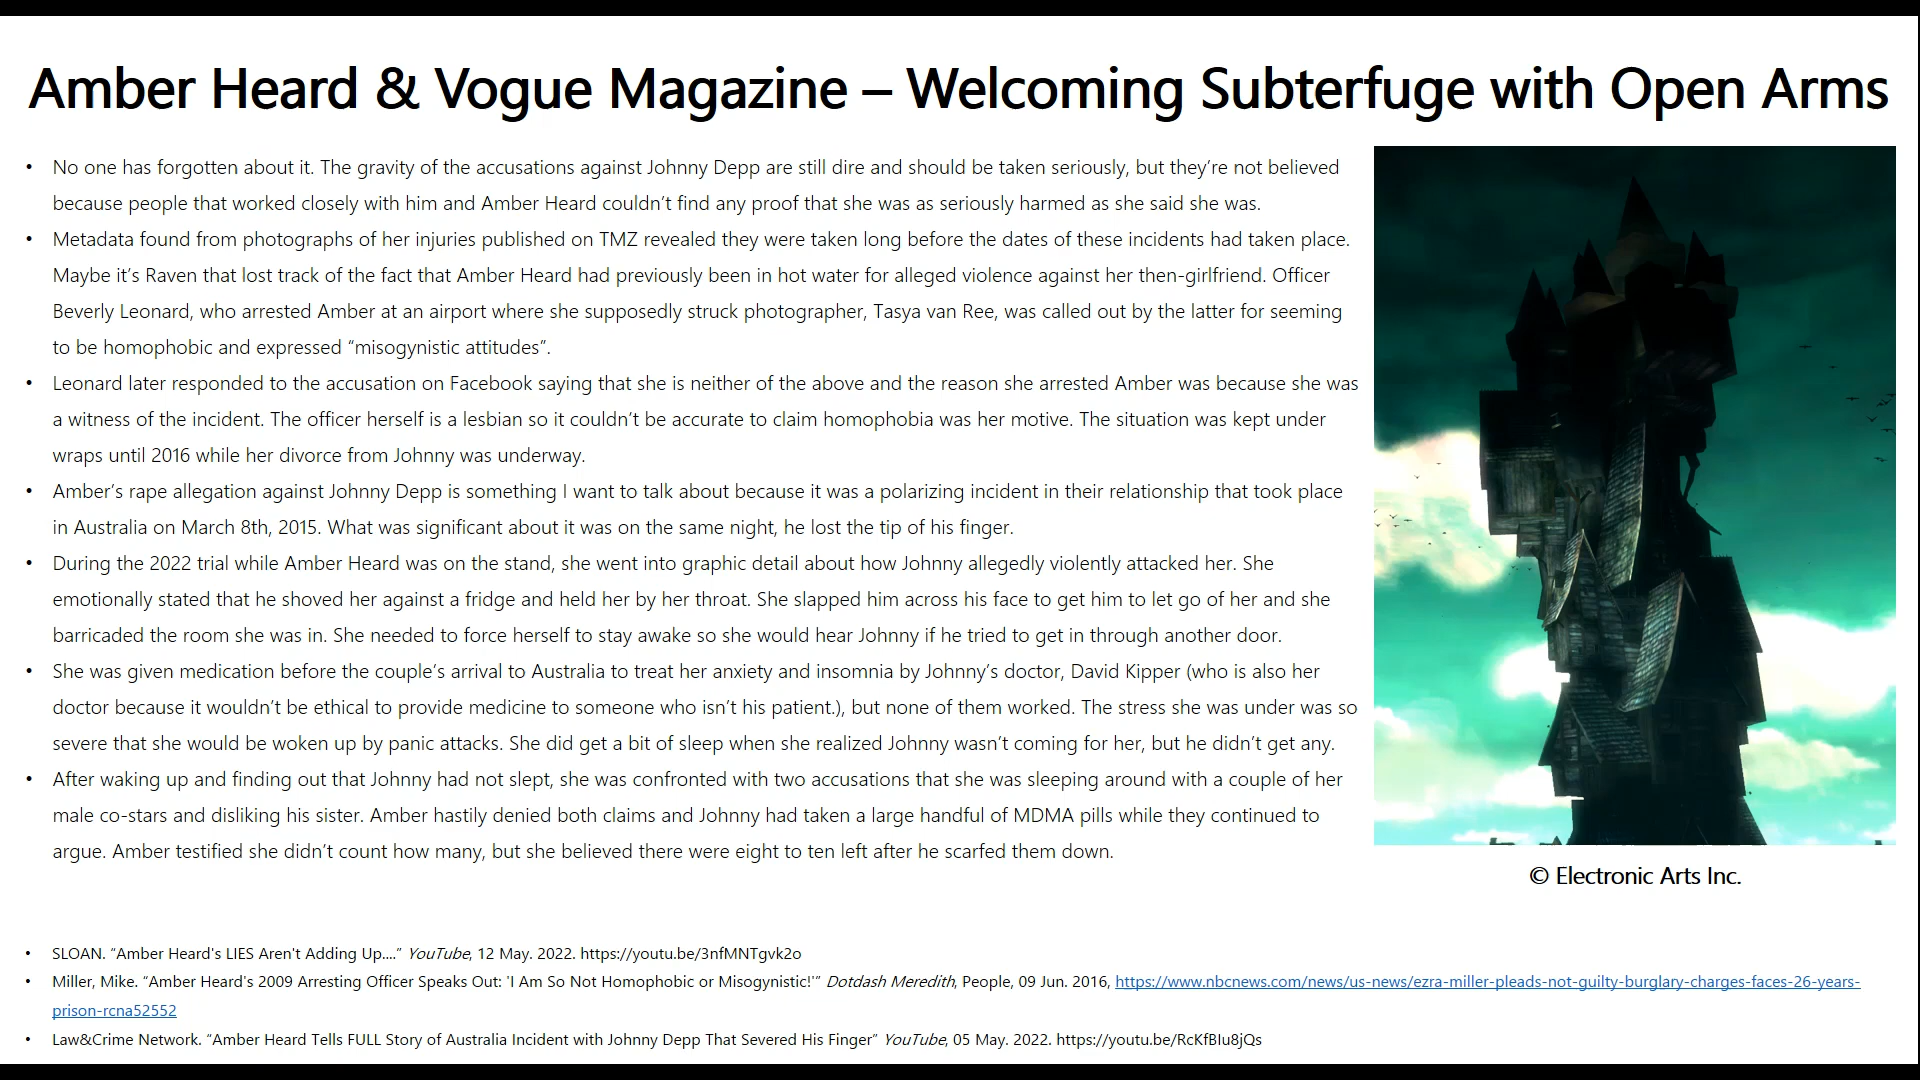 Amber Heard & Vogue Magazine – Welcoming Subterfuge with Open Arms
• No one has forgotten about it. The gravity of the accusations against Johnny Depp are still dire and should be taken seriously, but they’re not believed
because people that worked closely with him and Amber Heard couldn’t find any proof that she was as seriously harmed as she said she was.
• Metadata found from photographs of her injuries published on TMZ revealed they were taken long before the dates of these incidents had taken place.
Maybe it’s Raven that lost track of the fact that Amber Heard had previously been in hot water for alleged violence against her then-girlfriend. Officer
Beverly Leonard, who arrested Amber at an airport where she supposedly struck photographer, Tasya van Ree, was called out by the latter for seeming
to be homophobic and expressed “misogynistic attitudes”.
• Leonard later responded to the accusation on Facebook saying that she is neither of the above and the reason she arrested Amber was because she was
a witness of the incident. The officer herself is a lesbian so it couldn’t be accurate to claim homophobia was her motive. The situation was kept under
wraps until 2016 while her divorce from Johnny was underway.
• Amber’s rape allegation against Johnny Depp is something I want to talk about because it was a polarizing incident in their relationship that took place
in Australia on March 8th, 2015. What was significant about it was on the same night, he lost the tip of his finger.
• During the 2022 trial while Amber Heard was on the stand, she went into graphic detail about how Johnny allegedly violently attacked her. She
emotionally stated that he shoved her against a fridge and held her by her throat. She slapped him across his face to get him to let go of her and she
barricaded the room she was in. She needed to force herself to stay awake so she would hear Johnny if he tried to get in through another door.
• She was given medication before the couple’s arrival to Australia to treat her anxiety and insomnia by Johnny’s doctor, David Kipper (who is also her
doctor because it wouldn’t be ethical to provide medicine to someone who isn’t his patient.), but none of them worked. The stress she was under was so
severe that she would be woken up by panic attacks. She did get a bit of sleep when she realized Johnny wasn’t coming for her, but he didn’t get any.
• After waking up and finding out that Johnny had not slept, she was confronted with two accusations that she was sleeping around with a couple of her
male co-stars and disliking his sister. Amber hastily denied both claims and Johnny had taken a large handful of MDMA pills while they continued to
argue. Amber testified she didn’t count how many, but she believed there were eight to ten left after he scarfed them down.
© Electronic Arts Inc.
• SLOAN. “Amber Heard's LIES Aren't Adding Up....” YouTube, 12 May. 2022. https://youtu.be/3nfMNTgvk2o
• Miller, Mike. “Amber Heard's 2009 Arresting Officer Speaks Out: 'I Am So Not Homophobic or Misogynistic!'” Dotdash Meredith, People, 09 Jun. 2016, https://www.nbcnews.com/news/us-news/ezra-miller-pleads-not-guilty-burglary-charges-faces-26-years-
prison-rcna52552
• Law&Crime Network. “Amber Heard Tells FULL Story of Australia Incident with Johnny Depp That Severed His Finger” YouTube, 05 May. 2022. https://youtu.be/RcKfBIu8jQs